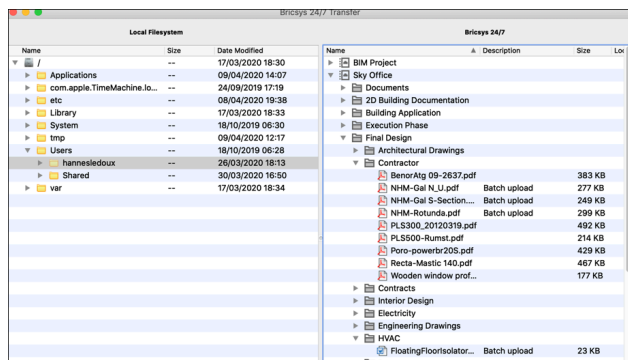 Bricsys 24/7 Transfer
Local Filesystem
Name Size Date Modified
/ -- 17/03/2020 18:30
Applications -- 09/04/2020 14:07
com.apple.TimeMachine.lo... -- 24/09/2019 17:19
etc -- 08/04/2020 19:38
Library -- 17/03/2020 18:33
System -- 18/10/2019 06:30
tmp -- 09/04/2020 12:17
Users -- 18/10/2019 06:28
hannesledoux -- 26/03/2020 18:13
Shared -- 30/03/2020 16:50
var -- 17/03/2020 18:34
Bricsys 24/7
Name Description Size Loc
BIM Project
Sky Office
Documents
2D Building Documentation
Building Application
Execution Phase
Final Design
Architectural Drawings
Contractor
BenorAtg 09-2637.pdf 383 KB
NHM-Gal N_U.pdf Batch upload 277 KB
NHM-Gal S-Section.... Batch upload 249 KB
NHM-Rotunda.pdf Batch upload 299 KB
PLS300_20120319.pdf 492 KB
PLS500-Rumst.pdf 214 KB
Poro-powerbr20S.pdf 429 KB
Recta-Mastic 140.pdf 467 KB
Wooden window prof... 177 KB
Contracts
Interior Design
Electricity
Engineering Drawings
HVAC
FloatingFloorIsolator... Batch upload 23 KB